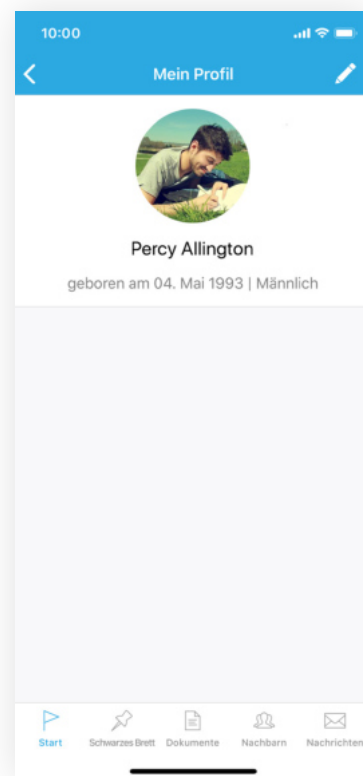 10:00
Mein Profil
Percy Allington
geboren am 04. Mai 1993 | Männlich
Start Schwarzes Brett Dokumente Nachbarn Nachrichten